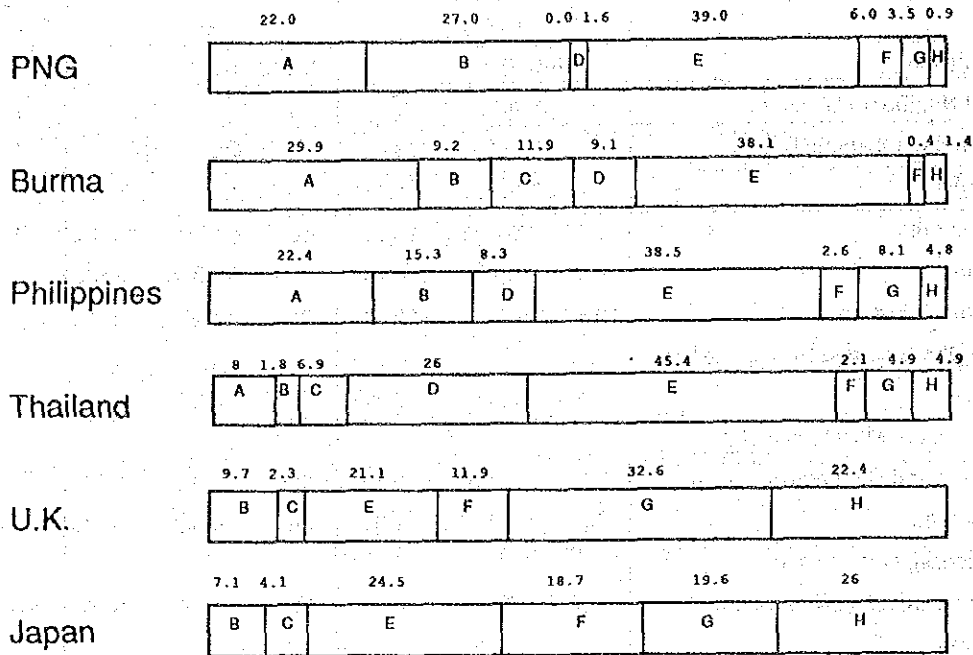 22.0 27.0 0.0 1.6 39.0 6.0 3.5 0.9
PNG A B D E F G H
29.9 9.2 11.9 9.1 38.1 0.4 1.4
Burma A B C D E F H
22.4 15.3 8.3 38.5 2.6 8.1 4.8
Philippines A B D E F G H
8 1.8 6.9 26 45.4 2.1 4.9 4.9
Thailand A B C D E F G H
9.7 2.3 21.1 11.9 32.6 22.4
U.K. B C E F G H
7.1 4.1 24.5 18.7 19.6 26
Japan B C E F G H